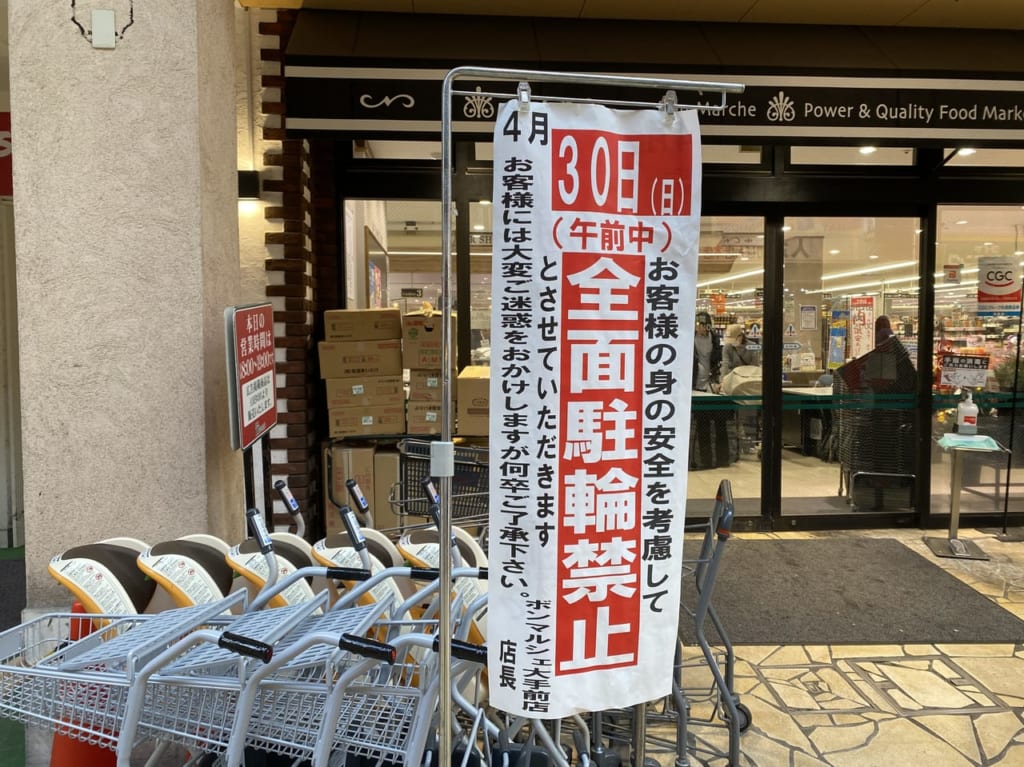 Marche
Power & Quality Food Marke
4月
30日(日)
(午前中)
お客様の身の安全を考慮して
全面駐輪禁止
とさせていただきます
お客様には大変ご迷惑をおかけしますが何卒ご了承下さい。
ボンマルシェ大手前店
店長
本日の
営業時間は
CGC